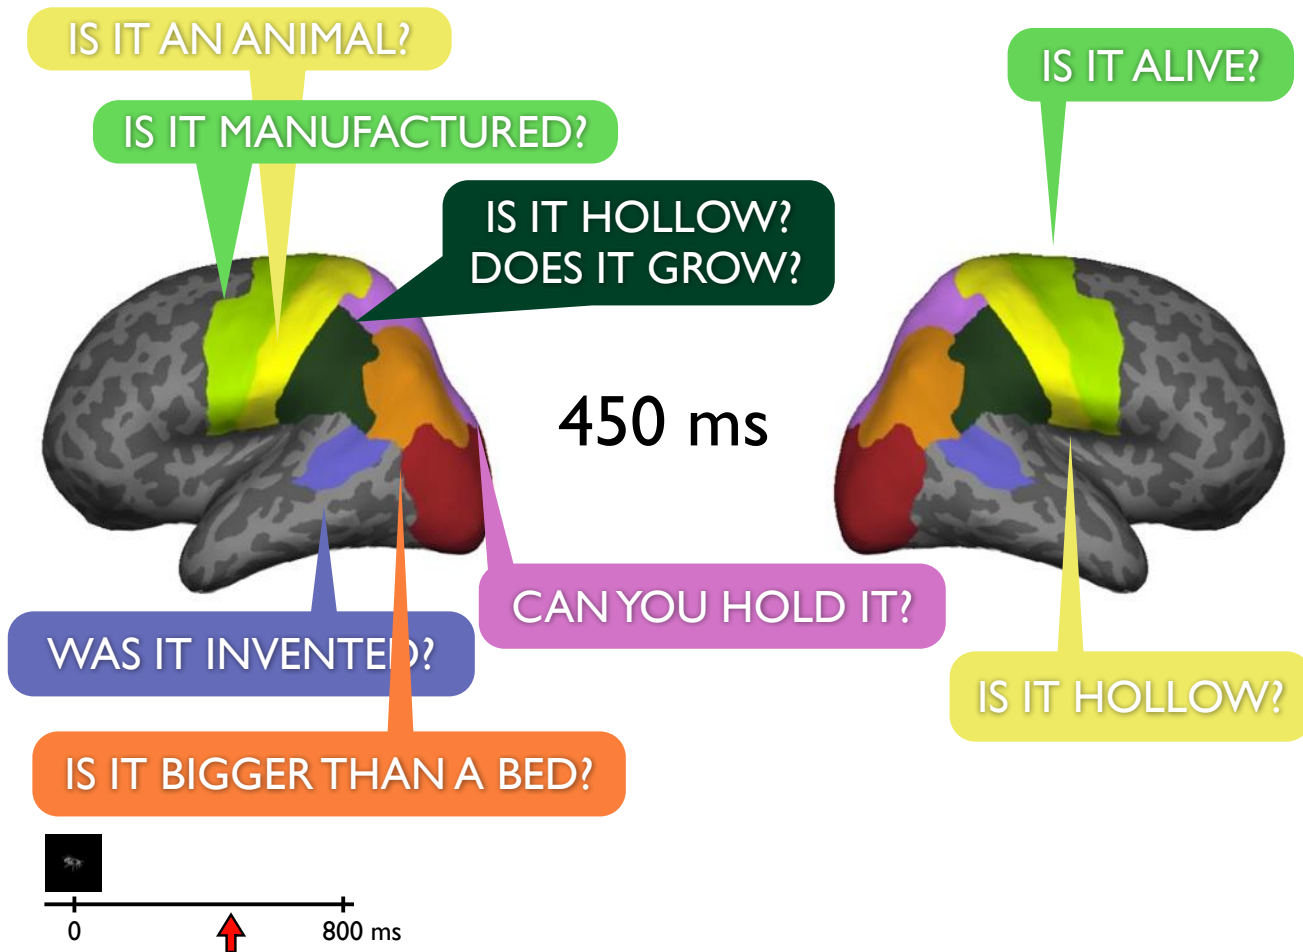 IS IT AN ANIMAL?
IS IT ALIVE?
IS IT MANUFACTURED?
IS IT HOLLOW?
DOES IT GROW?
450 ms
CAN YOU HOLD IT?
WAS IT INVENTED?
IS IT HOLLOW?
IS IT BIGGER THAN A BED?
0
800 ms